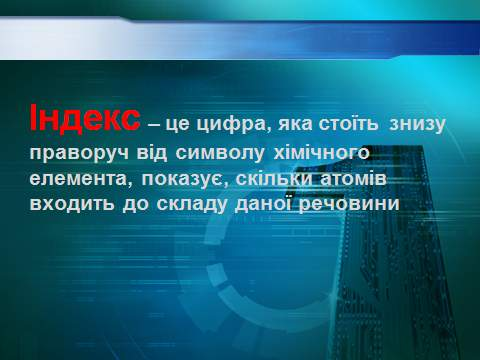 Індекс – це цифра, яка стоїть знизу
праворуч від символу хімічного
елемента, показує, скільки атомів
входить до складу даної речовини